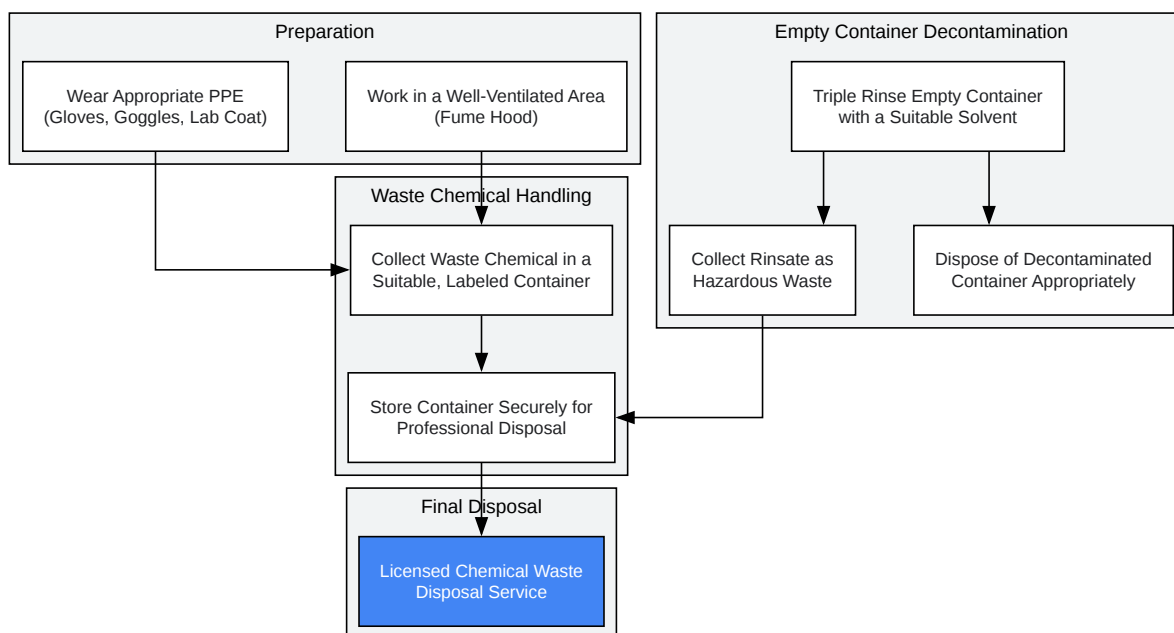 Preparation
Wear Appropriate PPE
(Gloves, Goggles, Lab Coat)
Work in a Well-Ventilated Area
(Fume Hood)
Empty Container Decontamination
Triple Rinse Empty Container
with a Suitable Solvent
Collect Rinsate as
Hazardous Waste
Dispose of Decontaminated
Container Appropriately
Waste Chemical Handling
Collect Waste Chemical in a
Suitable, Labeled Container
Store Container Securely for
Professional Disposal
Final Disposal
Licensed Chemical Waste
Disposal Service